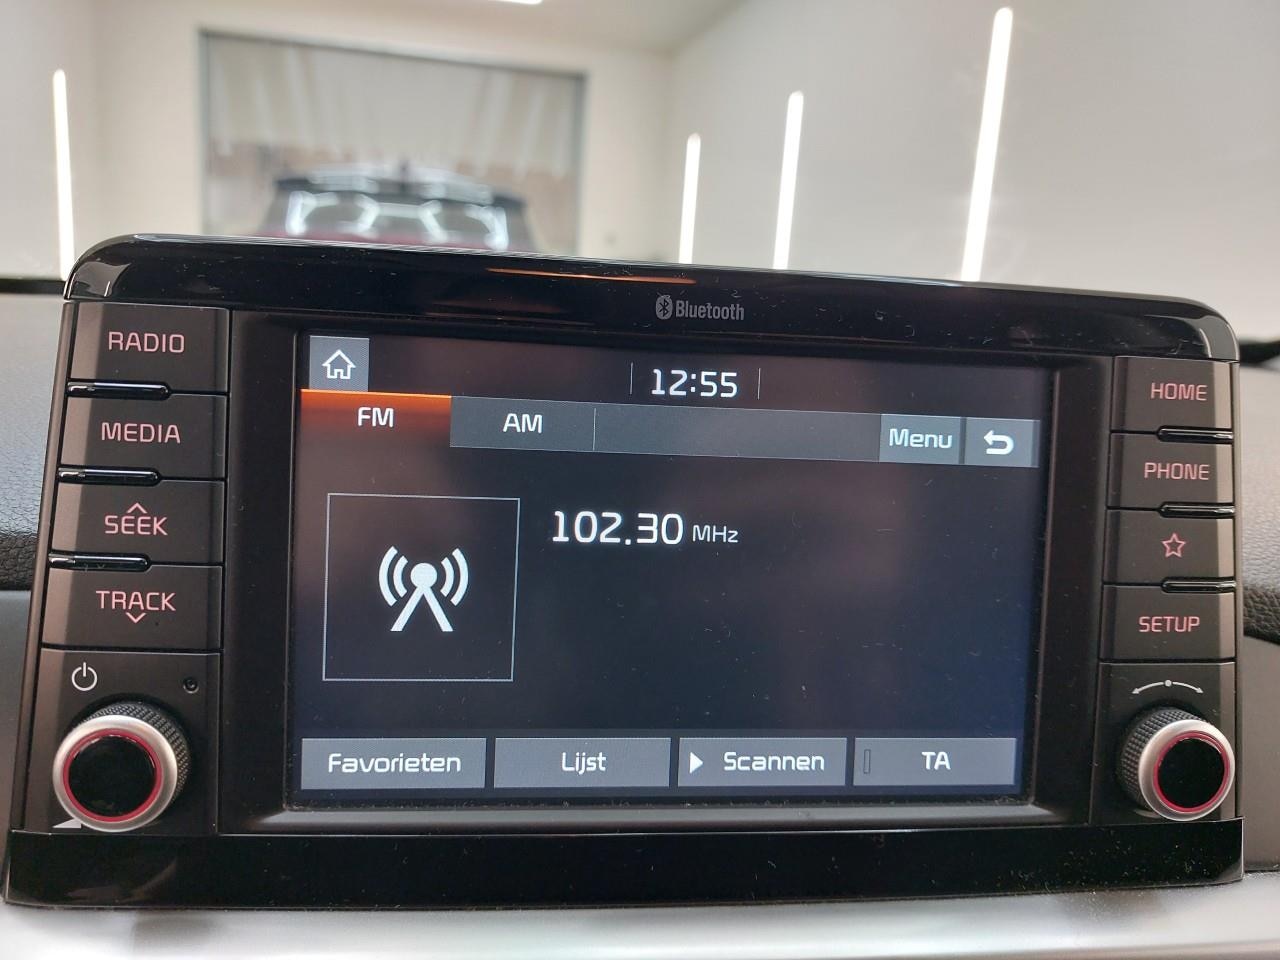 Bluetooth
RADIO
MEDIA
SEEK
TRACK
12:55
FM
AM
Menu
102.30 MHz
Favorieten
Lijst
Scannen
TA
HOME
PHONE
SETUP